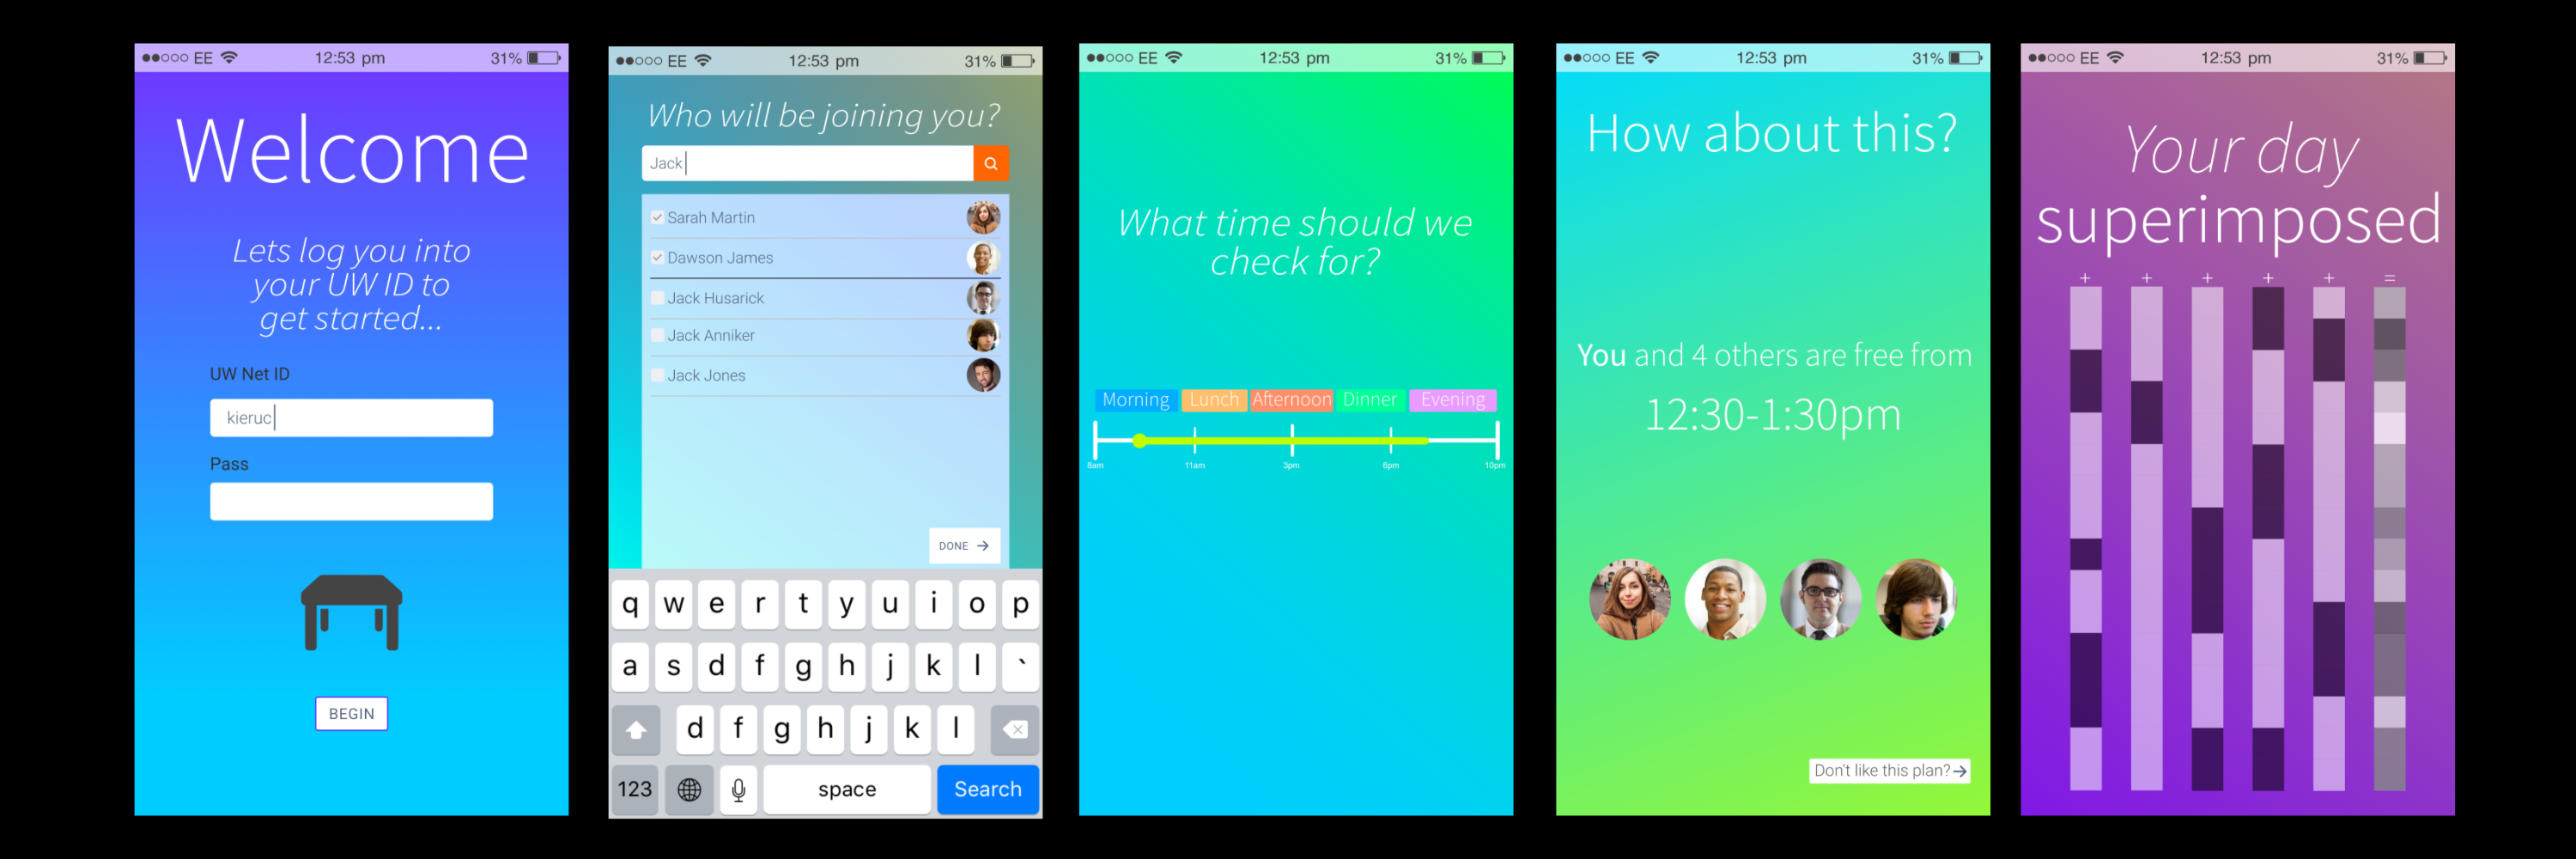 EE 12:53 pm 31%
Welcome
Lets log you into
your UW ID to
get started...
UW Net ID
kieruc
Pass
BEGIN
EE 12:53 pm 31%
Who will be joining you?
Jack
Sarah Martin
Dawson James
Jack Husarick
Jack Anniker
Jack Jones
DONE →
q w e r t y u i o p
a s d f g h j k l `
d f g h j k l
123 space Search
EE 12:53 pm 31%
What time should we
check for?
Morning Lunch Afternoon Dinner Evening
8am 11am 3pm 6pm 10pm
EE 12:53 pm 31%
How about this?
You and 4 others are free from
12:30-1:30pm
Don't like this plan?→
EE 12:53 pm 31%
Your day
superimposed
+ + + + + =